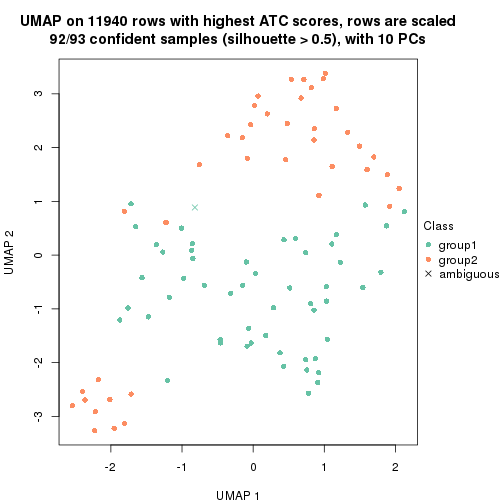 UMAP on 11940 rows with highest ATC scores, rows are scaled
92/93 confident samples (silhouette > 0.5), with 10 PCs
3
2
1
0
-1
-2
-3
UMAP 2
-2
-1
0
1
2
UMAP 1
Class
group1
group2
ambiguous